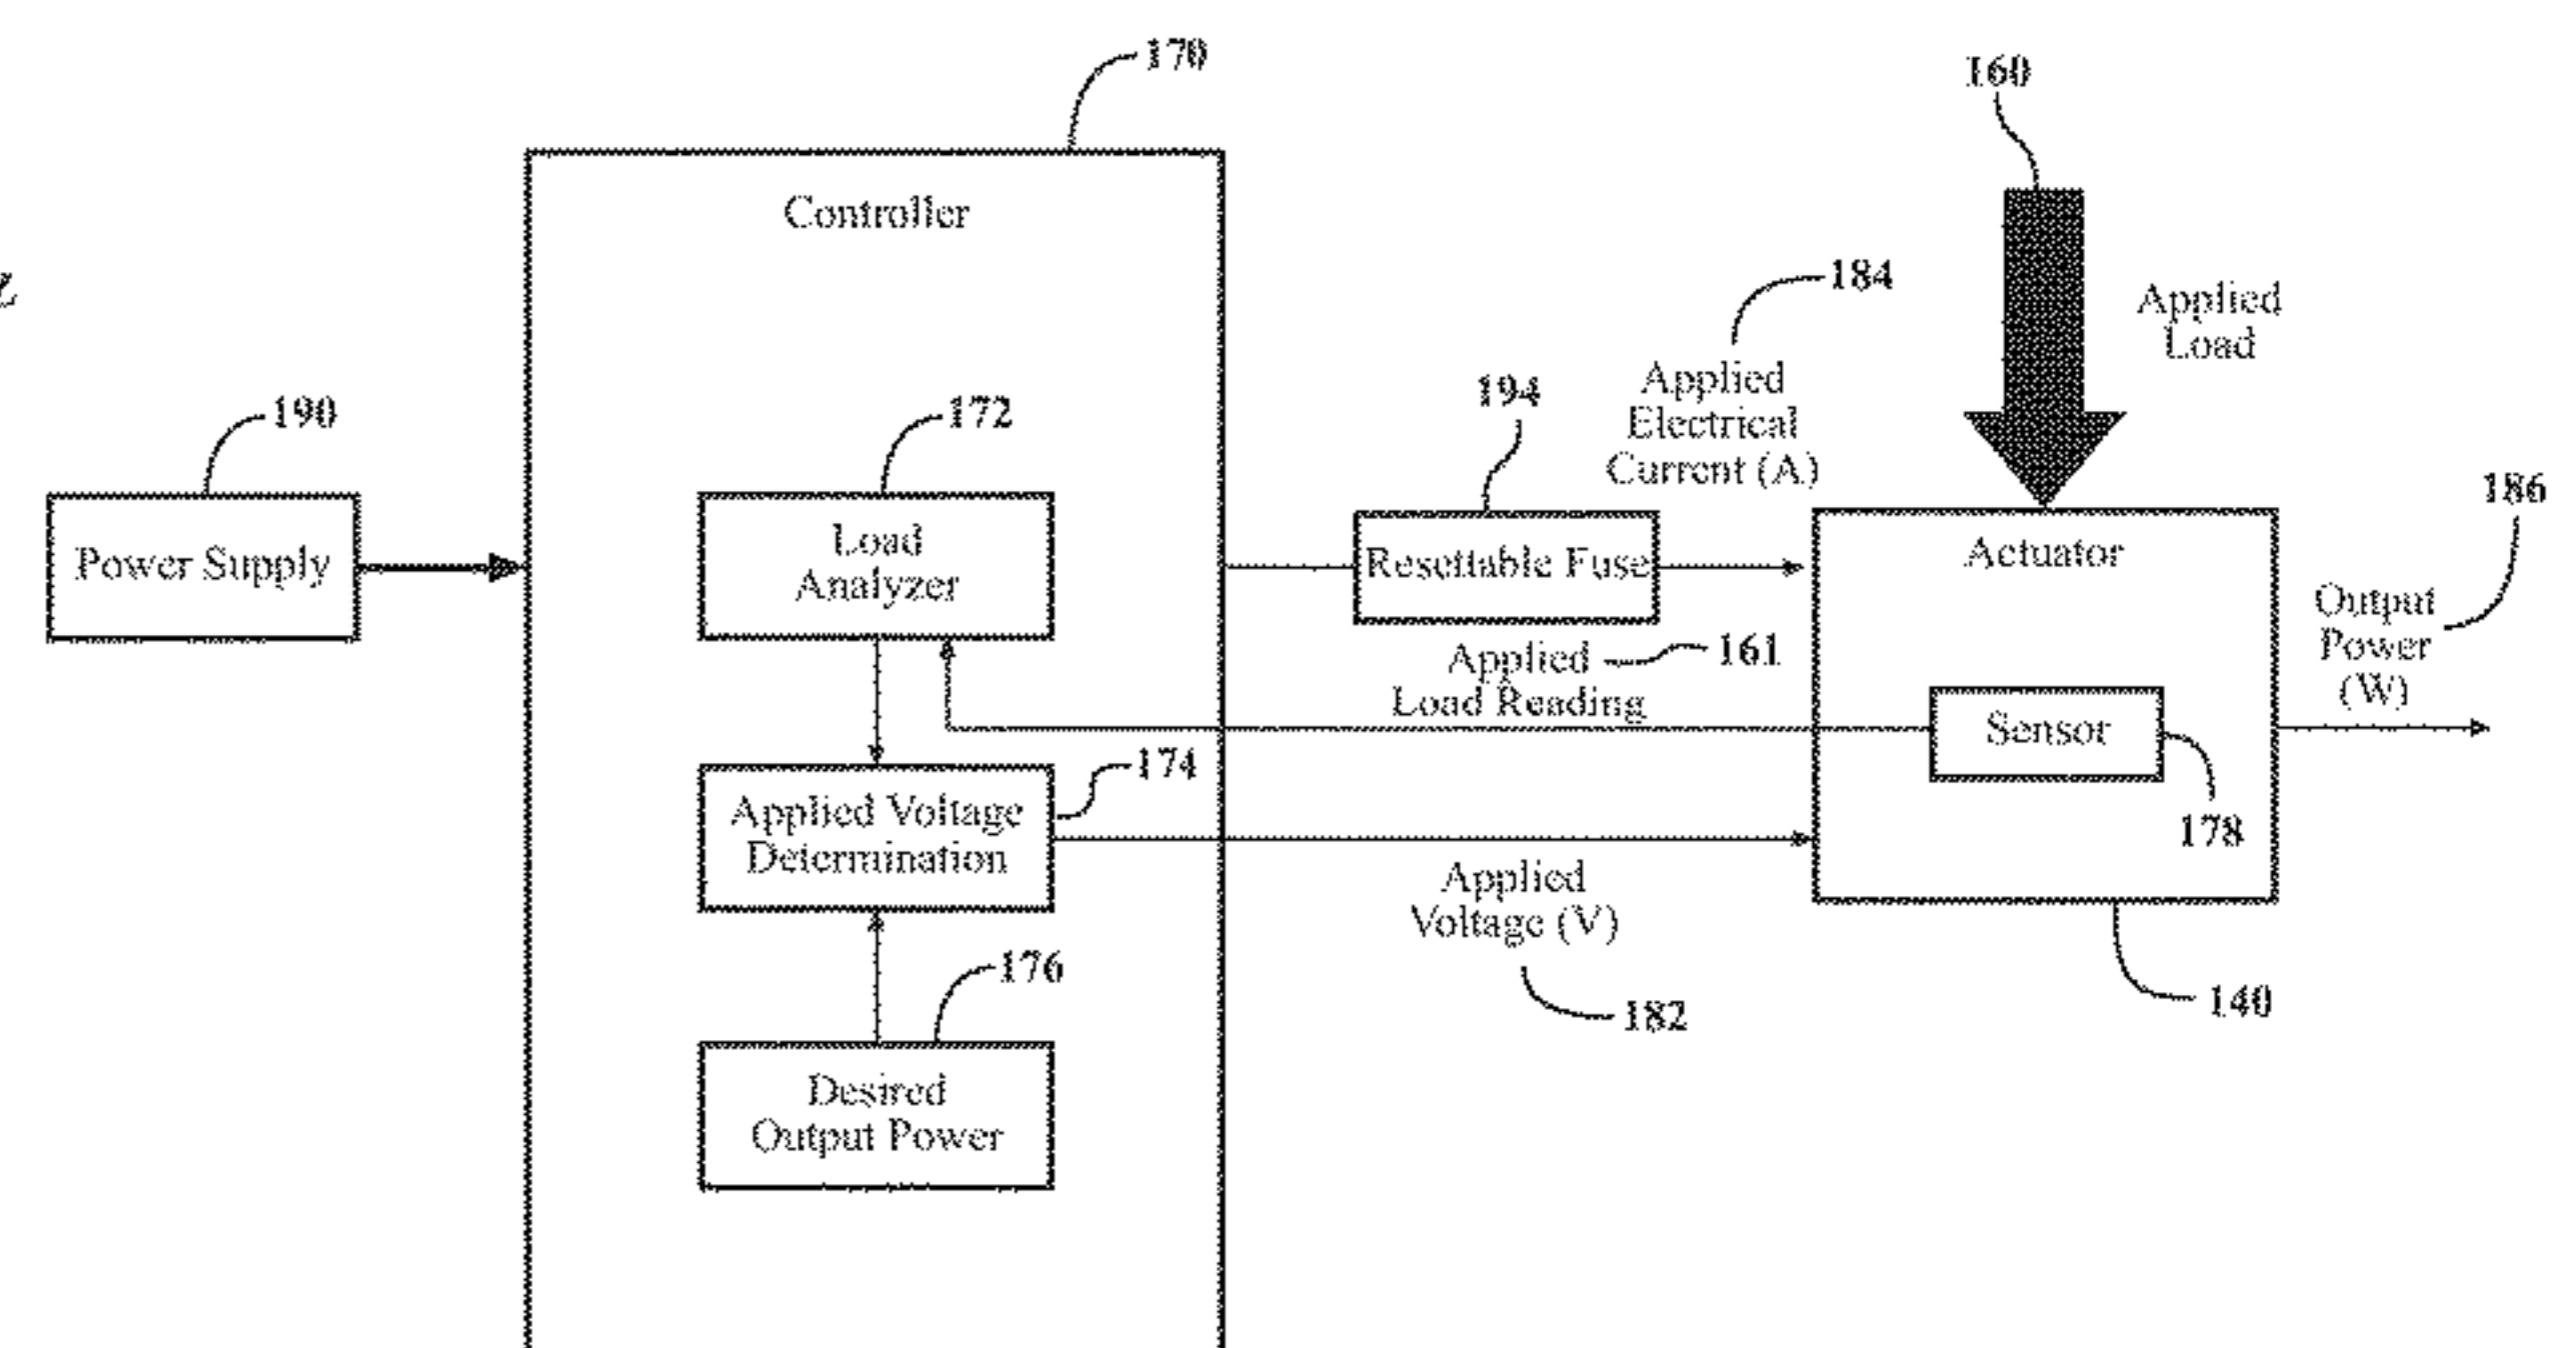 170
160
Controller
184
Applied
Load
190
172
194
Applied
Electrical
Current (A)
186
Power Supply
Load
Analyzer
Resettable Fuse
Actuator
Output
Power
(W)
Applied
Load Reading
161
Sensor
178
174
Applied Voltage
Determination
Applied
Voltage (V)
182
140
176
Desired
Output Power